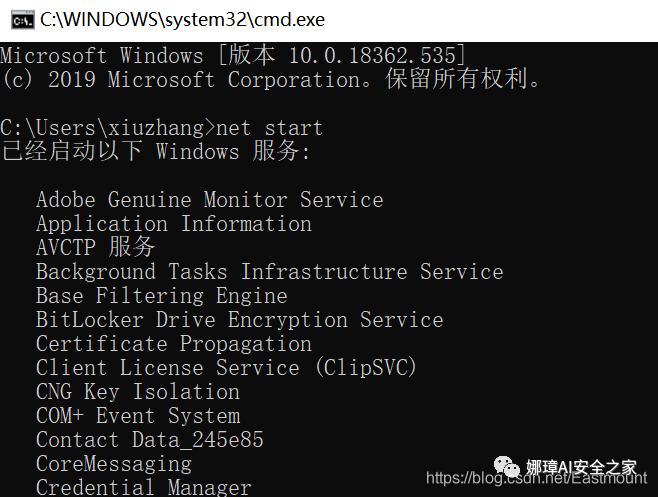 C:\WINDOWS\system32\cmd.exe
Microsoft Windows [版本 10.0.18362.535]
(c) 2019 Microsoft Corporation。保留所有权利。
C:\Users\xiuzhang>net start
已经启动以下 Windows 服务:
Adobe Genuine Monitor Service
Application Information
AVCTP 服务
Background Tasks Infrastructure Service
Base Filtering Engine
BitLocker Drive Encryption Service
Certificate Propagation
Client License Service (ClipSVC)
CNG Key Isolation
COM+ Event System
Contact Data_245e85
CoreMessaging
Credential Manager
娜璋AI安全之家
https://blog.csdn.net/Eastmount